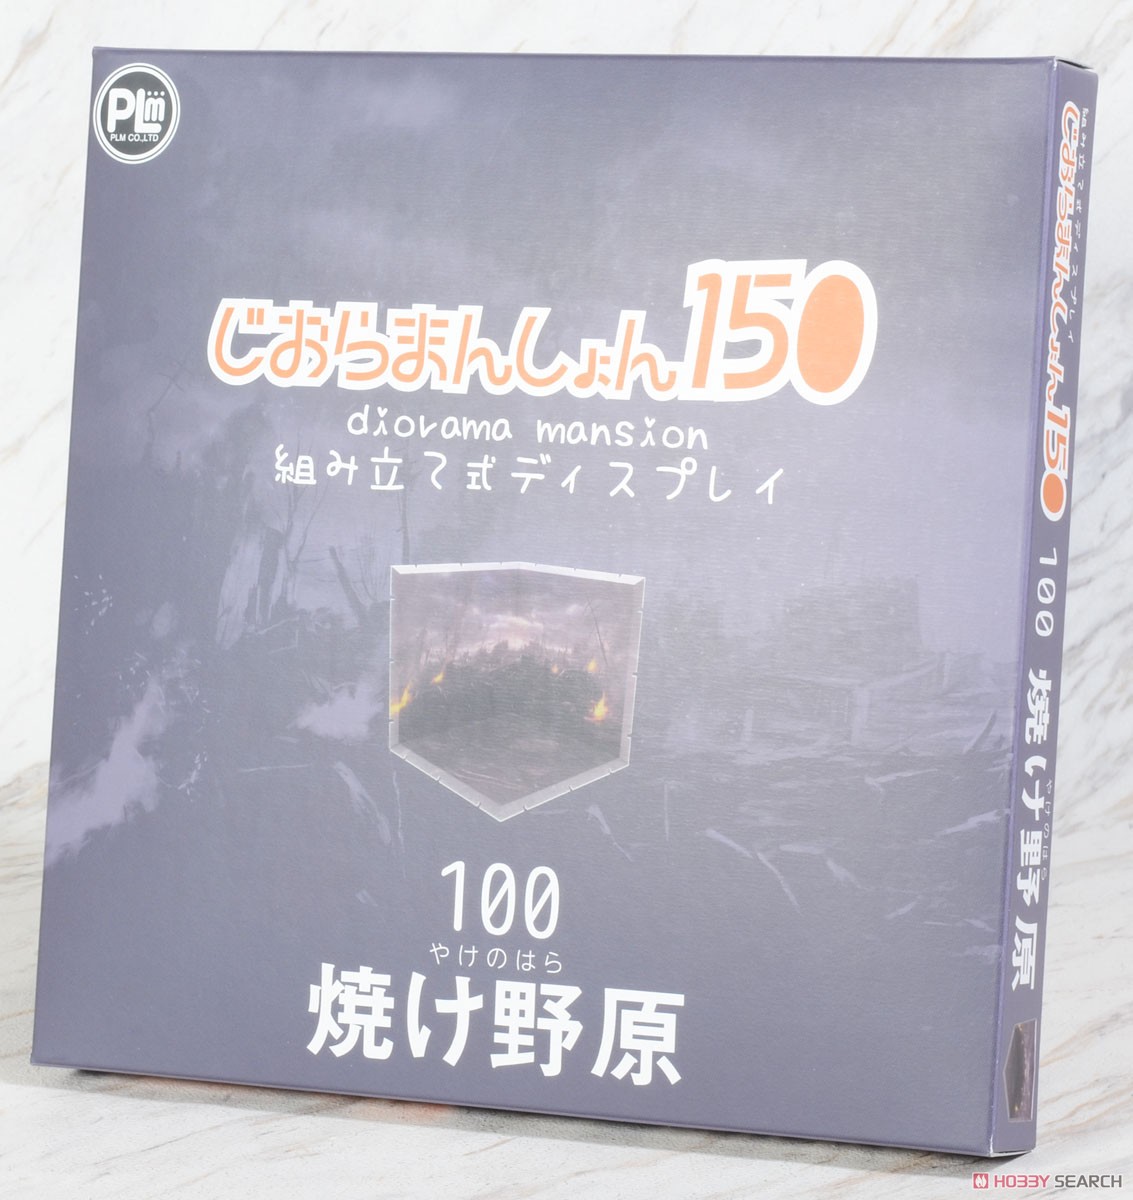 PLm
PLM CO.,LTD
じおらまんしょん150
diorama mansion
組み立て式ディスプレイ
100
やけのはら
焼け野原
組み立て式ディスプレイ
じおらまんしょん150
100
やけのはら
焼け野原
HOBBY SEARCH